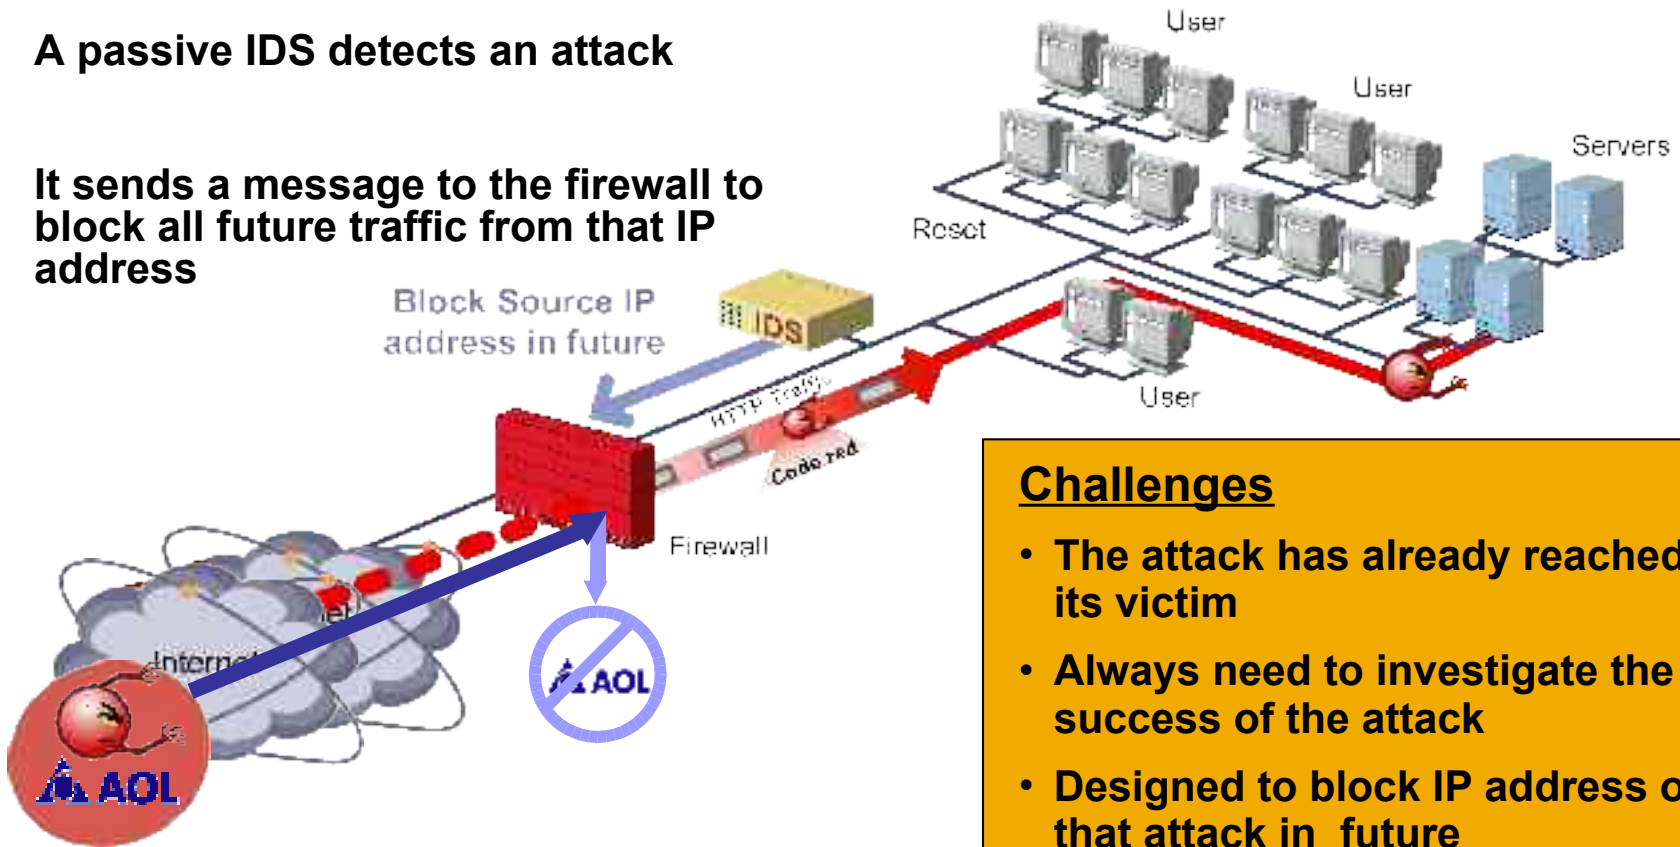 A passive IDS detects an attack
It sends a message to the firewall to
block all future traffic from that IP
address
Block Source IP
address in future
IDS
User
User
Servers
Reset
User
HTTP Traffic
Code red
Firewall
Internet
AOL
AOL
Challenges
• The attack has already reached
its victim
• Always need to investigate the
success of the attack
• Designed to block IP address
that attack in future